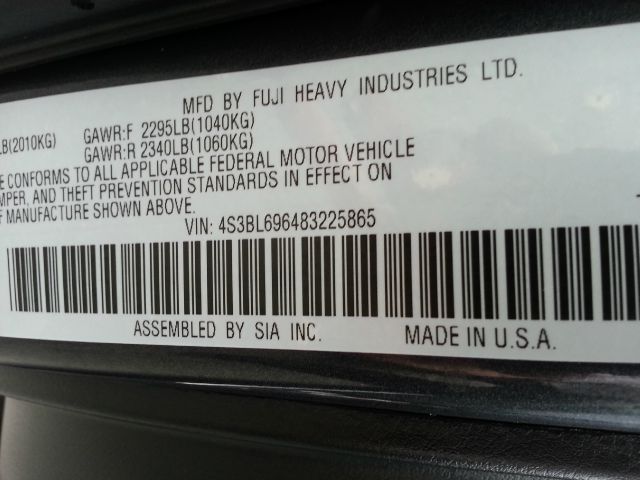 MFD BY FUJI HEAVY INDUSTRIES LTD.
LB(2010KG) GAWR:F 2295LB(1040KG)
GAWR:R 2340LB(1060KG)
E CONFORMS TO ALL APPLICABLE FEDERAL MOTOR VEHICLE
MPER, AND THEFT PREVENTION STANDARDS IN EFFECT ON
F MANUFACTURE SHOWN ABOVE.
VIN: 4S3BL696483225865
ASSEMBLED BY SIA INC. MADE IN U.S.A.